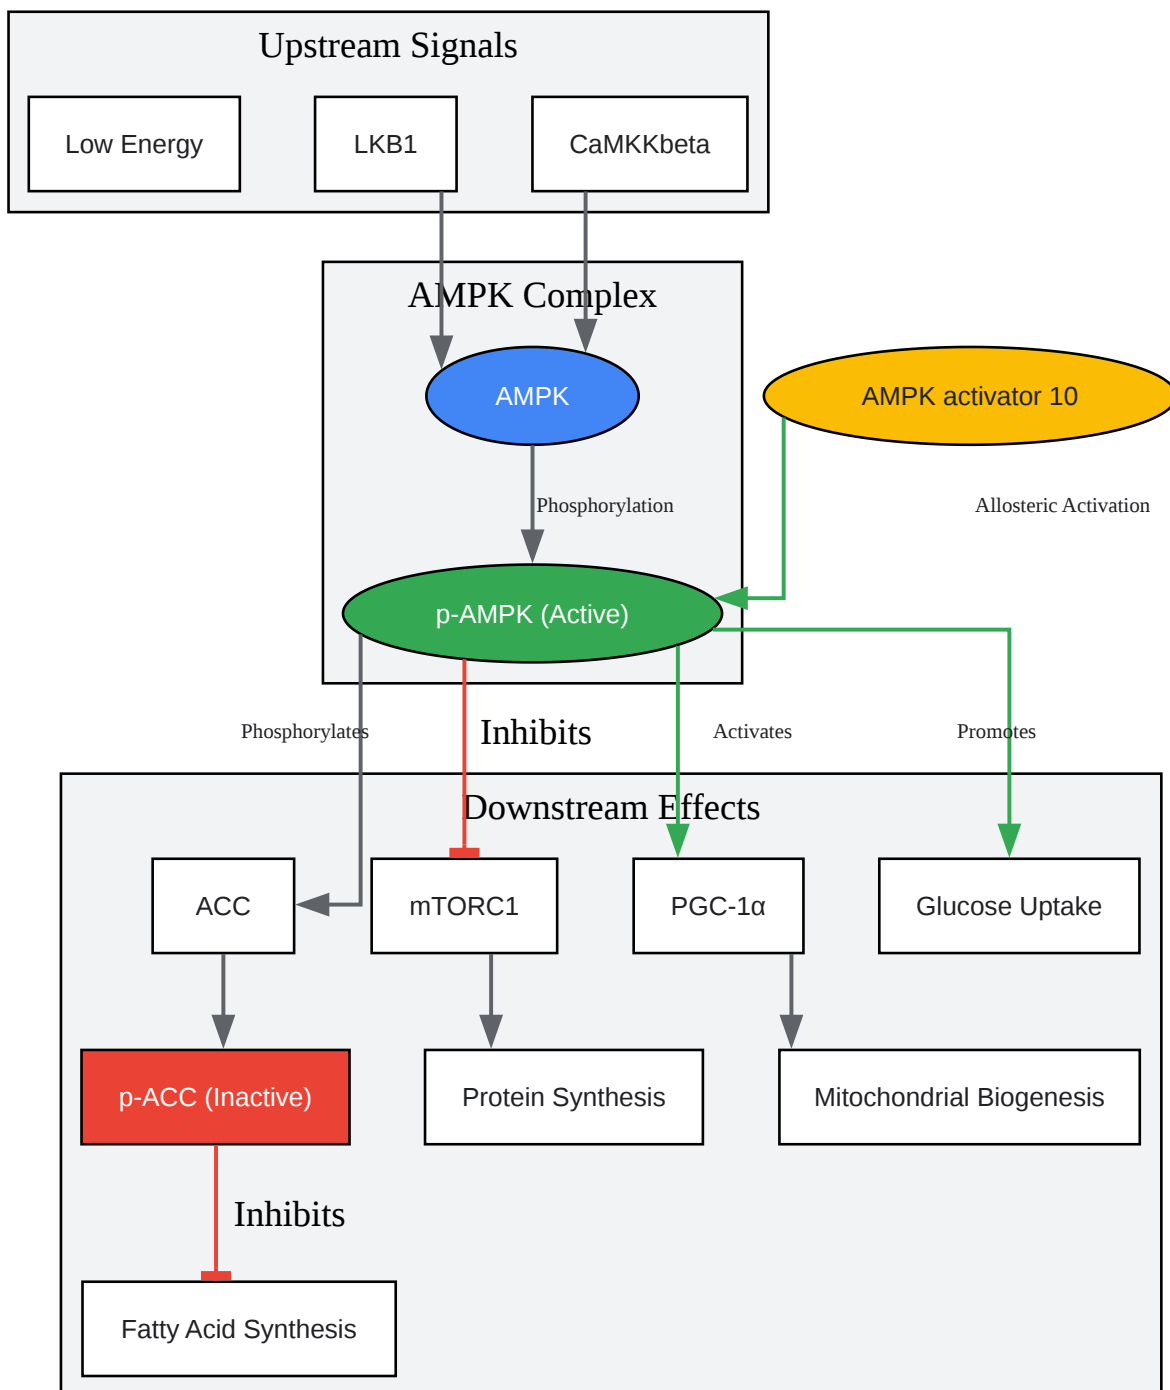 Upstream Signals
Low Energy
LKB1
CaMKKbeta
AMPK Complex
AMPK
AMPK activator 10
Phosphorylation
Allosteric Activation
p-AMPK (Active)
Phosphorylates
Inhibits
Activates
Promotes
Downstream Effects
ACC
mTORC1
PGC-1α
Glucose Uptake
p-ACC (Inactive)
Protein Synthesis
Mitochondrial Biogenesis
Inhibits
Fatty Acid Synthesis